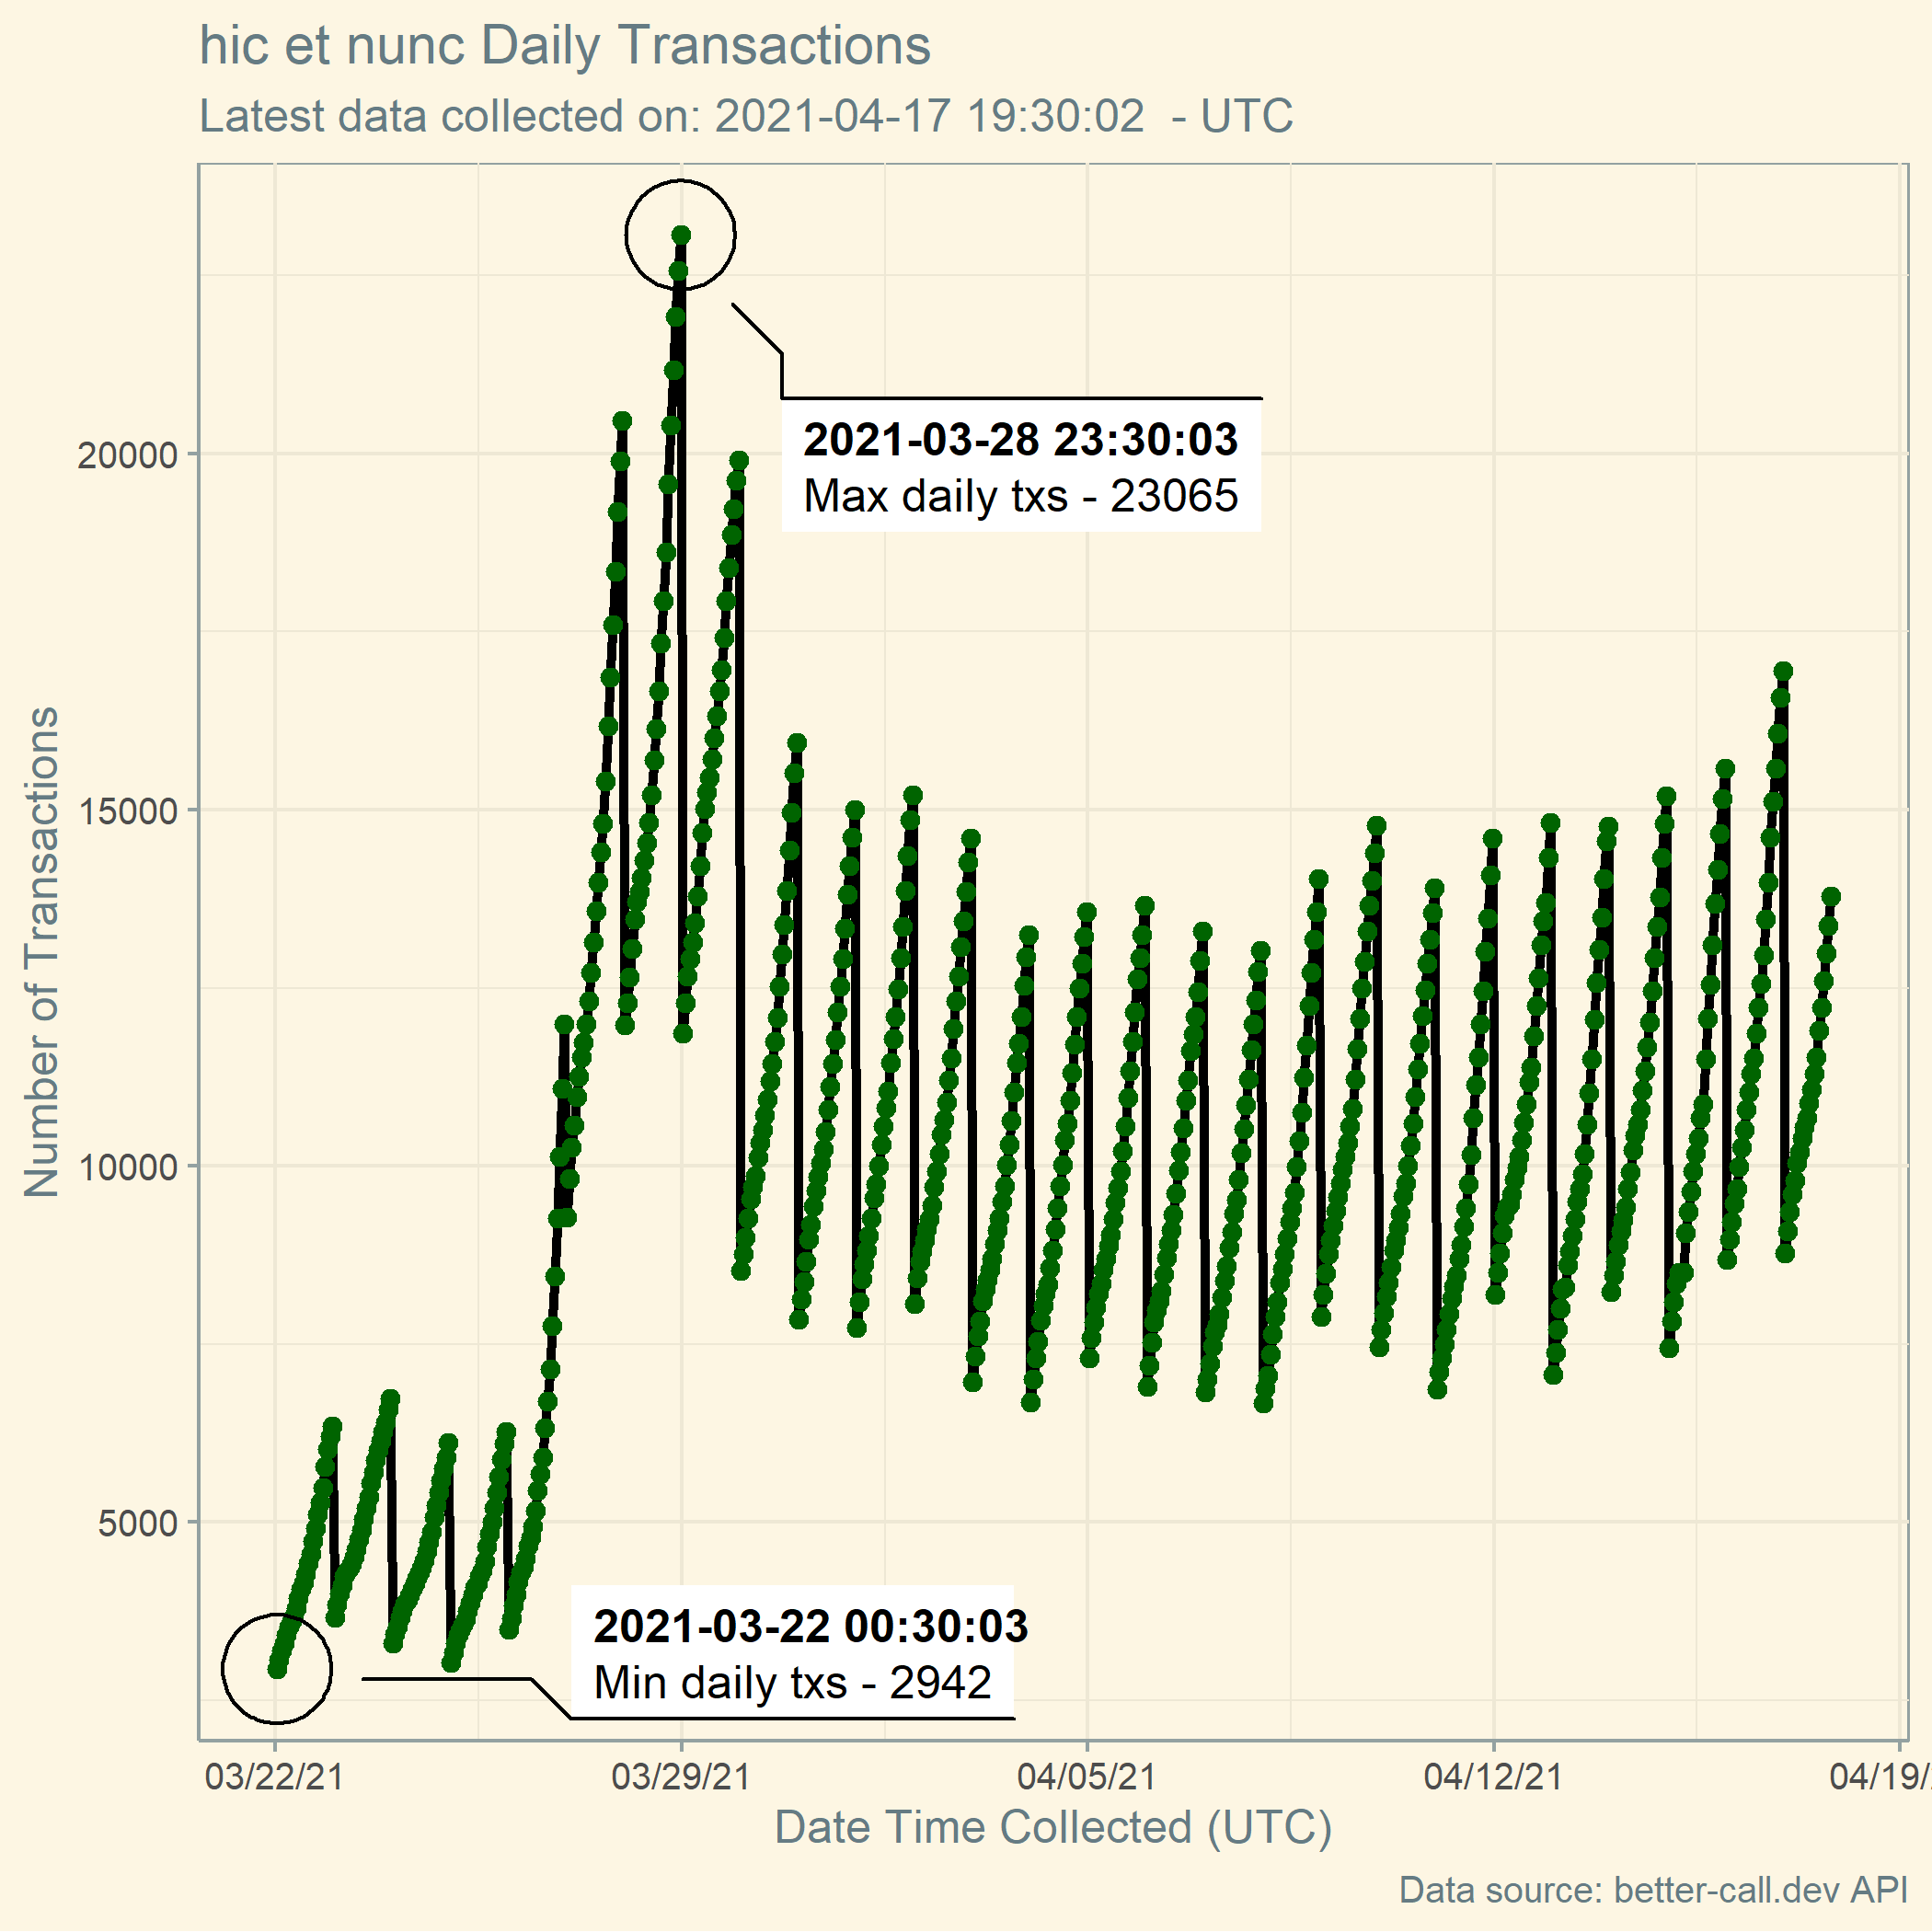 hic et nunc Daily Transactions
Latest data collected on: 2021-04-17 19:30:02  - UTC
Number of Transactions
20000
15000
10000
5000
2021-03-28 23:30:03
Max daily txs - 23065
2021-03-22 00:30:03
Min daily txs - 2942
03/22/21 03/29/21 04/05/21 04/12/21 04/19/
Date Time Collected (UTC)
Data source: better-call.dev API